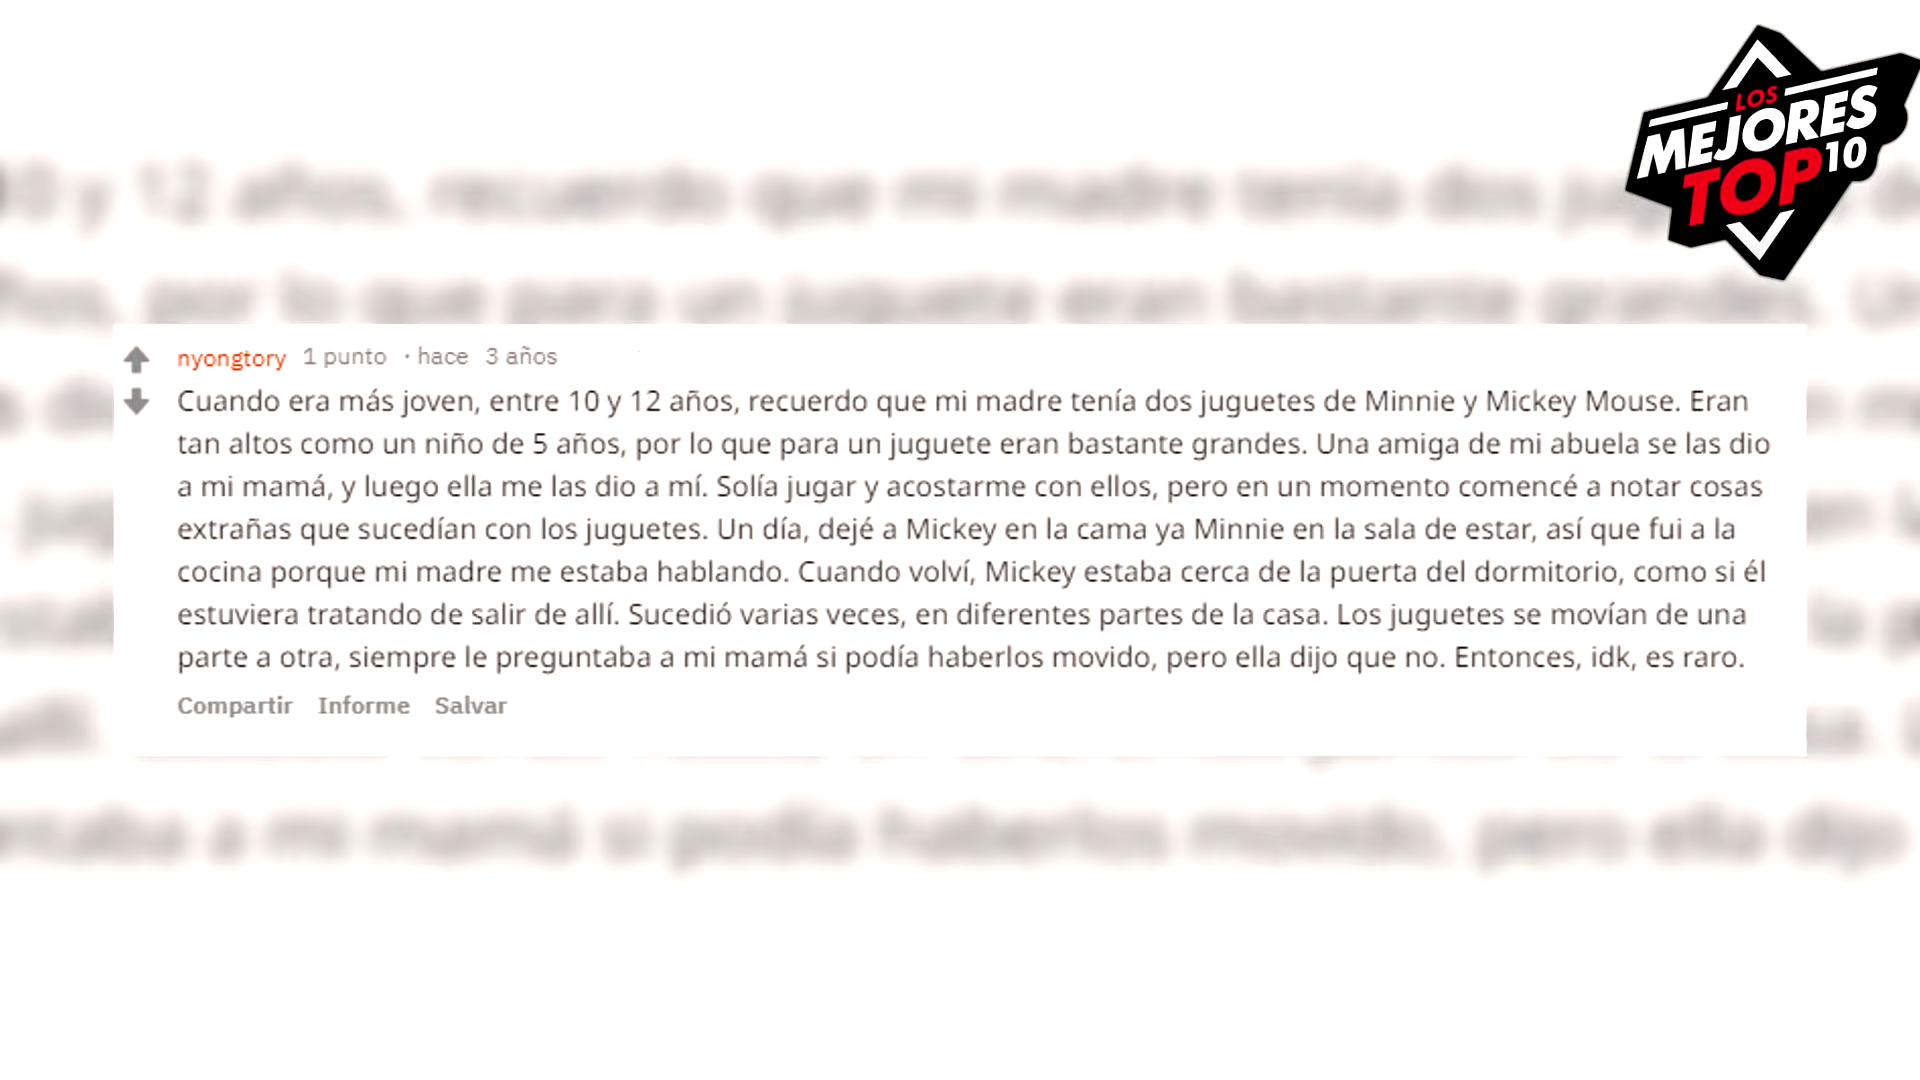 LOS
MEJORES
TOP 10
nyongtory 1 punto · hace 3 años
Cuando era más joven, entre 10 y 12 años, recuerdo que mi madre tenía dos juguetes de Minnie y Mickey Mouse. Eran
tan altos como un niño de 5 años, por lo que para un juguete eran bastante grandes. Una amiga de mi abuela se las dio
a mi mamá, y luego ella me las dio a mí. Solía jugar y acostarme con ellos, pero en un momento comencé a notar cosas
extrañas que sucedían con los juguetes. Un día, dejé a Mickey en la cama ya Minnie en la sala de estar, así que fui a la
cocina porque mi madre me estaba hablando. Cuando volví, Mickey estaba cerca de la puerta del dormitorio, como si él
estuviera tratando de salir de allí. Sucedió varias veces, en diferentes partes de la casa. Los juguetes se movían de una
parte a otra, siempre le preguntaba a mi mamá si podía haberlos movido, pero ella dijo que no. Entonces, idk, es raro.
Compartir Informe Salvar